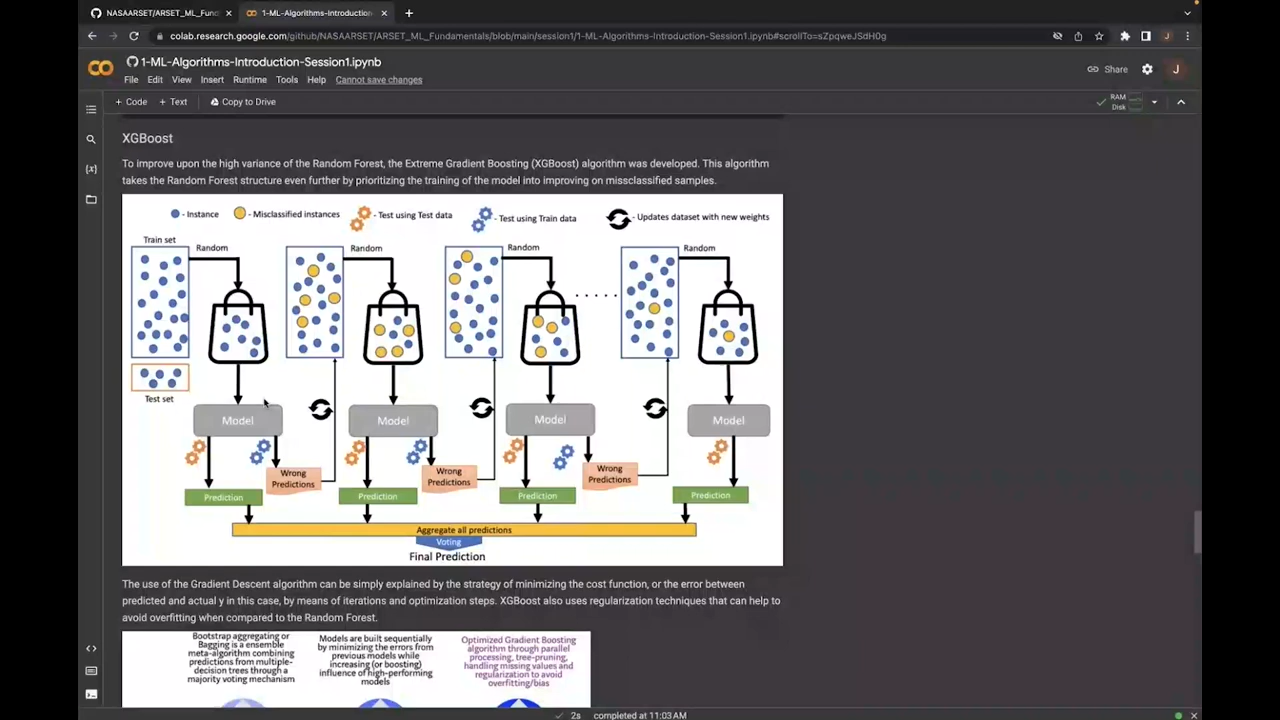 NASAARSET/ARSET_ML_Fund
1-ML-Algorithms-Introduction-
colab.research.google.com/github/NASAARSET/ARSET_ML_Fundamentals/blob/main/session1/1-ML-Algorithms-Introduction-Session1.ipynb#scrollTo=sZpqweJSdH0g
J
1-ML-Algorithms-Introduction-Session1.ipynb
File Edit View Insert Runtime Tools Help Cannot save changes
Share
J
+ Code + Text Copy to Drive
RAM
Disk
XGBoost
To improve upon the high variance of the Random Forest, the Extreme Gradient Boosting (XGBoost) algorithm was developed. This algorithm
takes the Random Forest structure even further by prioritizing the training of the model into improving on missclassified samples.
- Instance - Misclassified instances - Test using Test data - Test using Train data - Updates dataset with new weights
Train set
Random Random Random Random
Test set
Model Model Model Model
Wrong
Predictions
Wrong
Predictions
Wrong
Predictions
Prediction Prediction Prediction Prediction
Aggregate all predictions
Voting
Final Prediction
The use of the Gradient Descent algorithm can be simply explained by the strategy of minimizing the cost function, or the error between
predicted and actual y in this case, by means of iterations and optimization steps. XGBoost also uses regularization techniques that can help to
avoid overfitting when compared to the Random Forest.
Bootstrap aggregating or
Bagging is a ensemble
meta-algorithm combining
predictions from multiple-
decision trees through a
majority voting mechanism
Models are built sequentially
by minimizing the errors from
previous models while
increasing (or boosting)
influence of high-performing
models
Optimized Gradient Boosting
algorithm through parallel
processing, tree-pruning,
handling missing values and
regularization to avoid
overfitting/bias
2s completed at 11:03 AM